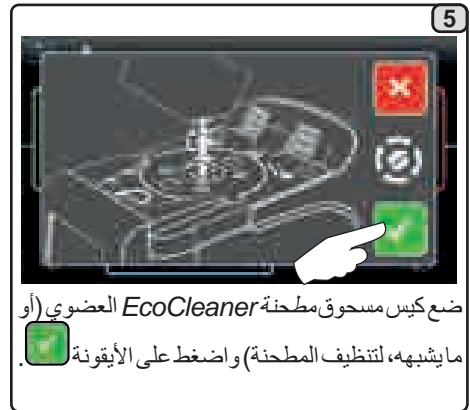 5
ضع كيس مسحوق مطحنة EcoCleaner العضوي (أو
ما يشبهه، لتنظيف المطحنة) واضغط على الأيقونة .